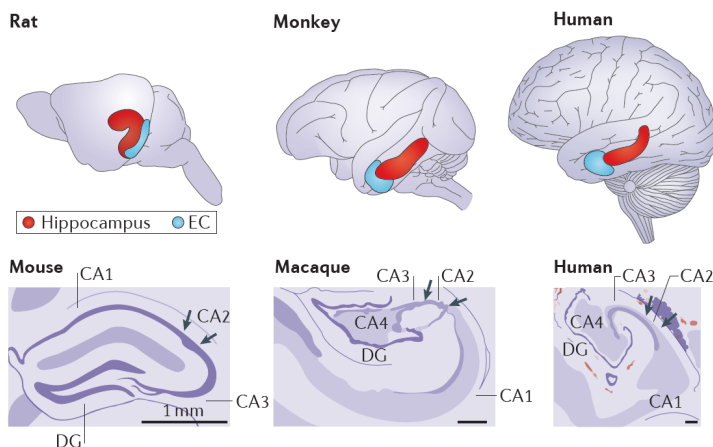 Rat
Monkey
Human
Hippocampus
EC
Mouse
CA1
CA2
CA3
1 mm
DG
Macaque
CA3
CA2
CA4
DG
CA1
Human
CA3
CA2
CA4
DG
CA1